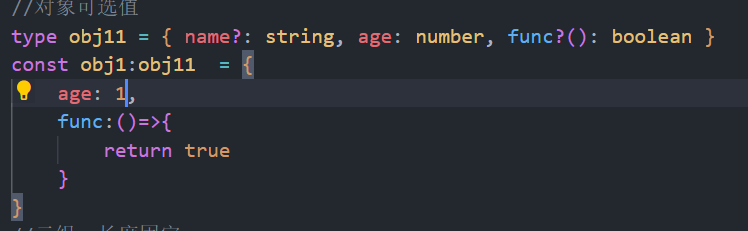 //对象可选值
type obj11 = { name?: string, age: number, func?(): boolean }
const obj1:obj11  = {
    age: 1,
    func:()=>{
        return true
    }
}